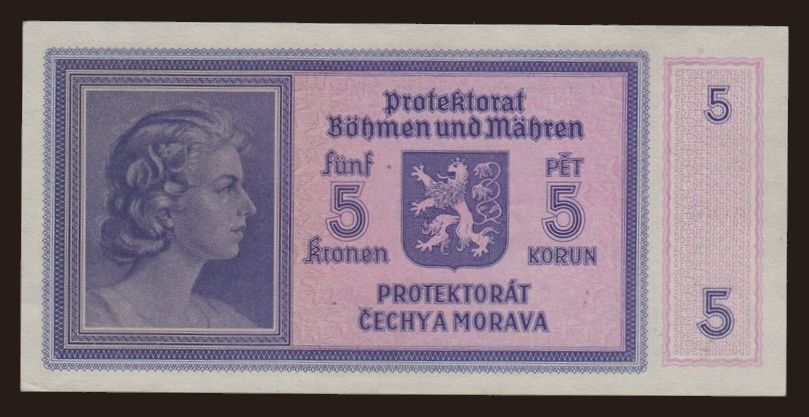 Protektorat
Böhmen und Mähren
fünf
5
Kronen
PĚT
5
KORUN
PROTEKTORÁT
ČECHY A MORAVA
5
5